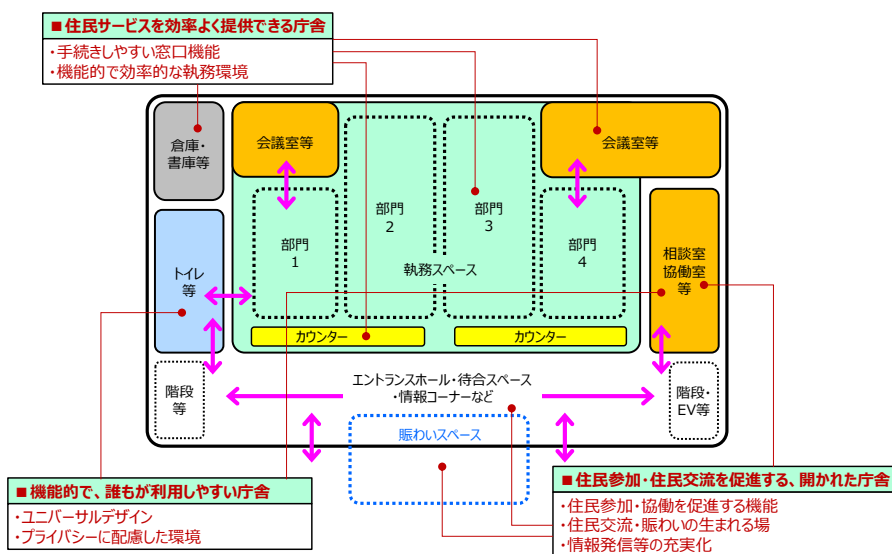 ■住民サービスを効率よく提供できる庁舎
・手続きしやすい窓口機能
・機能的で効率的な執務環境
倉庫・
書庫等
会議室等
会議室等
部門
1
部門
2
部門
3
部門
4
執務スペース
トイレ
等
相談室
協働室
等
カウンター
カウンター
階段
等
エントランスホール・待合スペース
・情報コーナーなど
階段・
EV等
賑わいスペース
■機能的で、誰もが利用しやすい庁舎
・ユニバーサルデザイン
・プライバシーに配慮した環境
■住民参加・住民交流を促進する、開かれた庁舎
・住民参加・協働を促進する機能
・住民交流・賑わいの生まれる場
・情報発信等の充実化